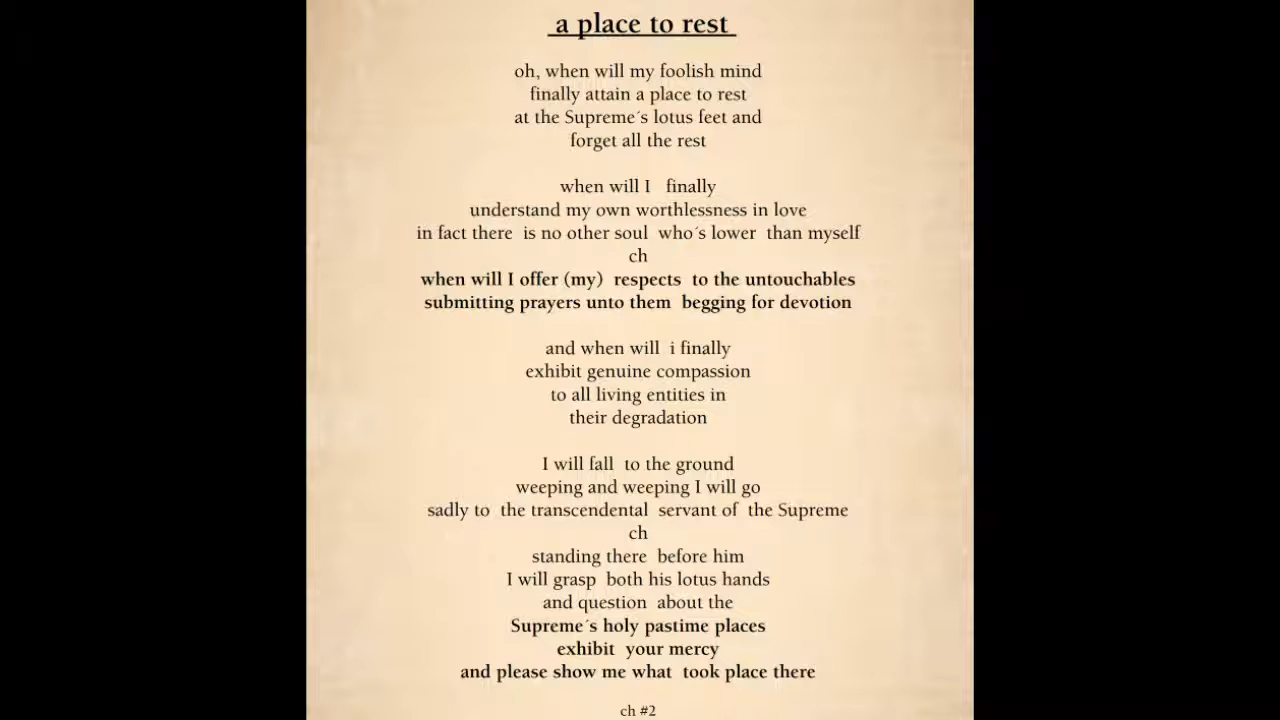 a place to rest
oh, when will my foolish mind
finally attain a place to rest
at the Supreme´s lotus feet and
forget all the rest
when will I finally
understand my own worthlessness in love
in fact there is no other soul who´s lower than myself
ch
when will I offer (my) respects to the untouchables
submitting prayers unto them begging for devotion
and when will i finally
exhibit genuine compassion
to all living entities in
their degradation
I will fall to the ground
weeping and weeping I will go
sadly to the transcendental servant of the Supreme
ch
standing there before him
I will grasp both his lotus hands
and question about the
Supreme´s holy pastime places
exhibit your mercy
and please show me what took place there
ch #2